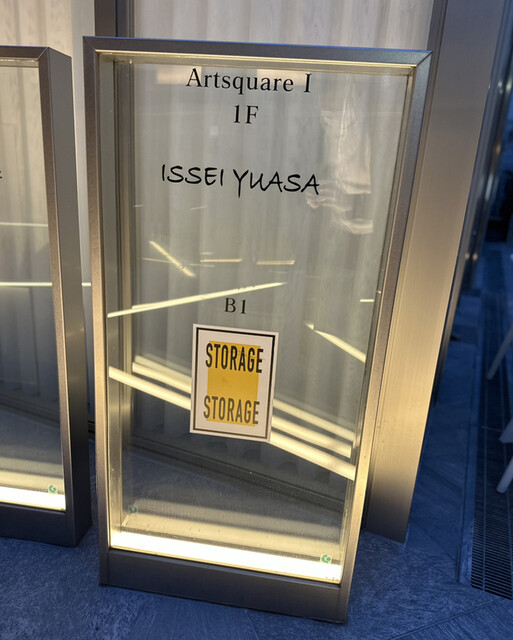 Artsquare I
1F
ISSEI YUASA
B1
STORAGE
STORAGE